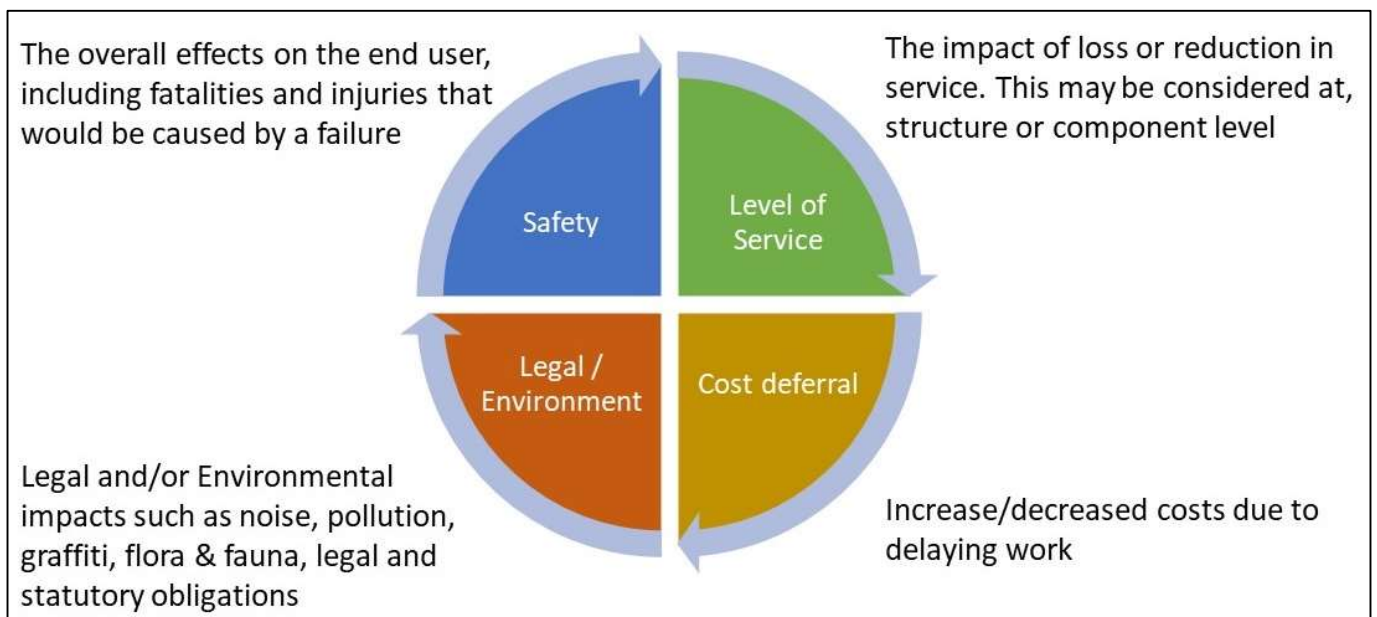 The overall effects on the end user,
including fatalities and injuries that
would be caused by a failure
The impact of loss or reduction in
service. This may be considered at,
structure or component level
Safety
Level of
Service
Legal /
Environment
Cost deferral
Legal and/or Environmental
impacts such as noise, pollution,
graffiti, flora & fauna, legal and
statutory obligations
Increase/decreased costs due to
delaying work